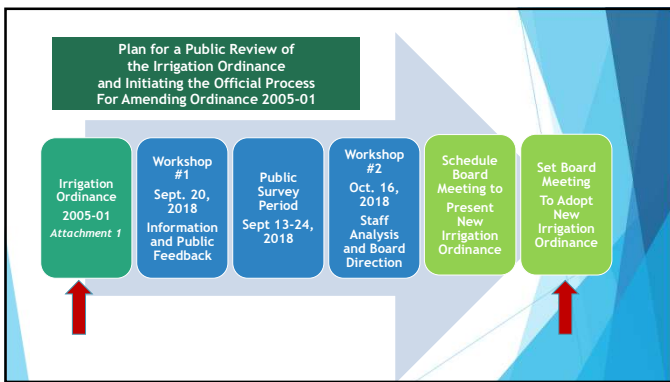 Plan for a Public Review of
the Irrigation Ordinance
and Initiating the Official Process
For Amending Ordinance 2005-01
Irrigation
Ordinance
2005-01
Attachment 1
Workshop
#1
Sept. 20,
2018
Information
and Public
Feedback
Public
Survey
Period
Sept 13-24,
2018
Workshop
#2
Oct. 16,
2018
Staff
Analysis
and Board
Direction
Schedule
Board
Meeting to
Present
New
Irrigation
Ordinance
Set Board
Meeting
To Adopt
New
Irrigation
Ordinance